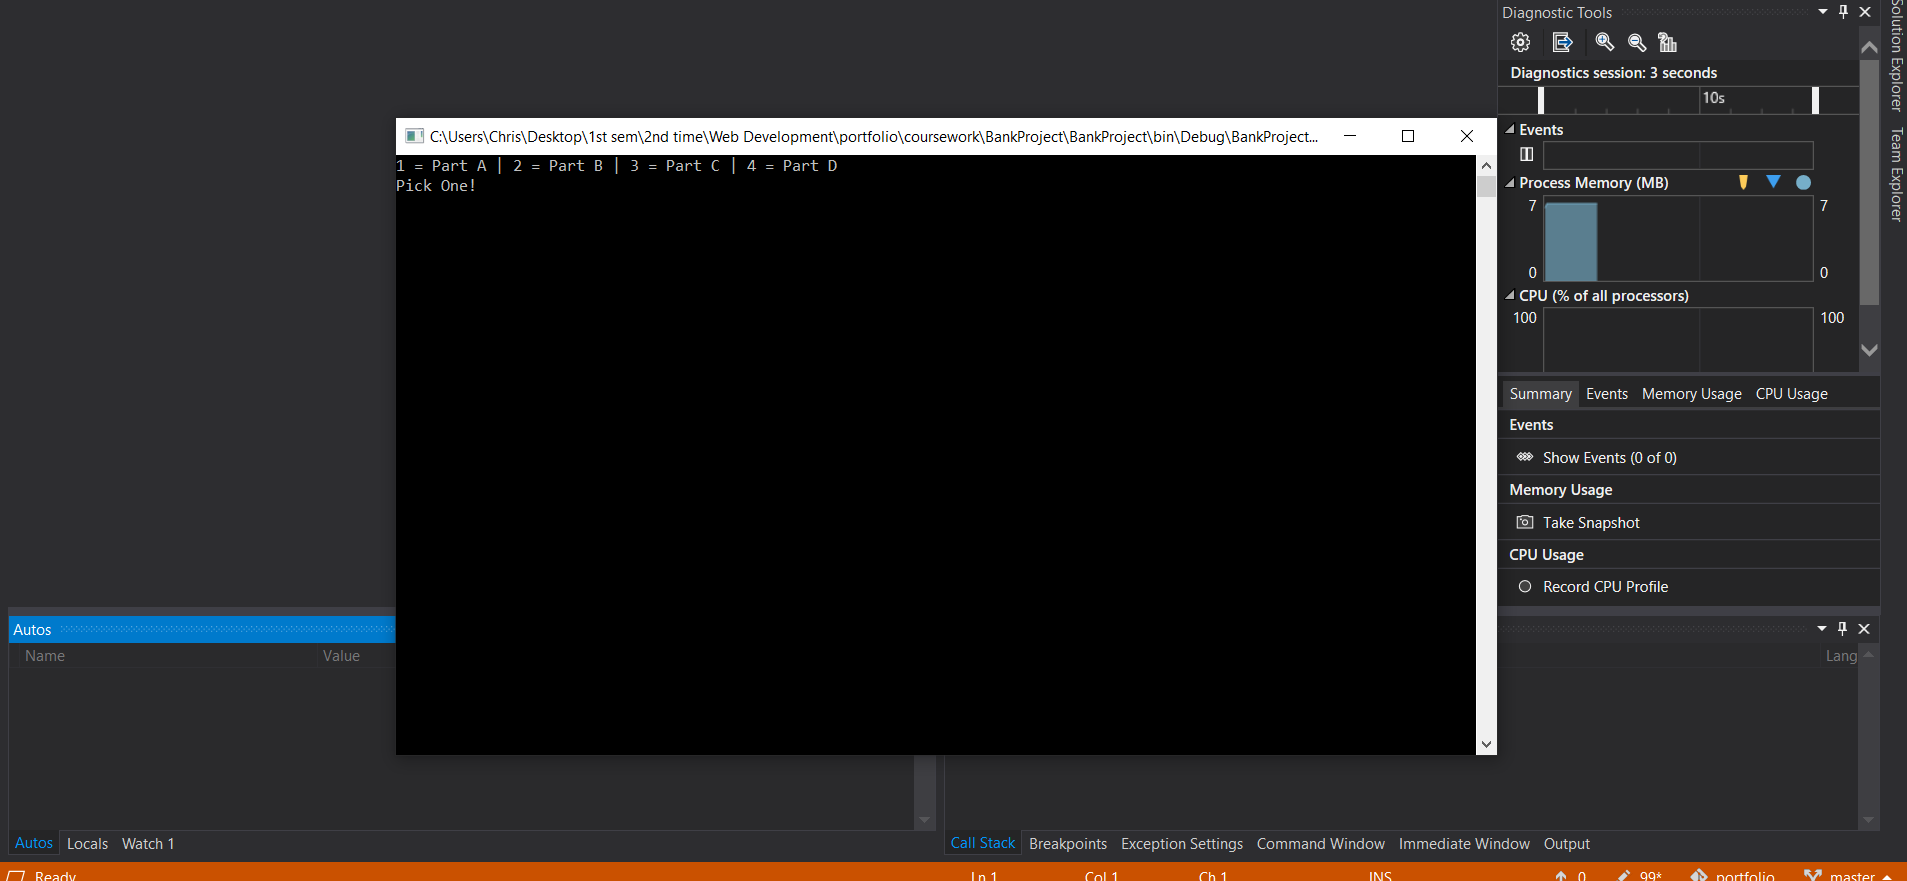 Diagnostic Tools
Diagnostics session: 3 seconds
10s
Events
Process Memory (MB)
7 7
0 0
CPU (% of all processors)
100 100
Summary Events Memory Usage CPU Usage
Events
Show Events (0 of 0)
Memory Usage
Take Snapshot
CPU Usage
Record CPU Profile
Solution Explorer
Team Explorer
C:\Users\Chris\Desktop\1st sem\2nd time\Web Development\portfolio\coursework\BankProject\BankProject\bin\Debug\BankProject...
1 = Part A | 2 = Part B | 3 = Part C | 4 = Part D
Pick One!
Autos
Name Value
Lang
Autos Locals Watch 1
Call Stack Breakpoints Exception Settings Command Window Immediate Window Output
Ready Ln 1 Col 1 Ch 1 INS 0 99* portfolio master